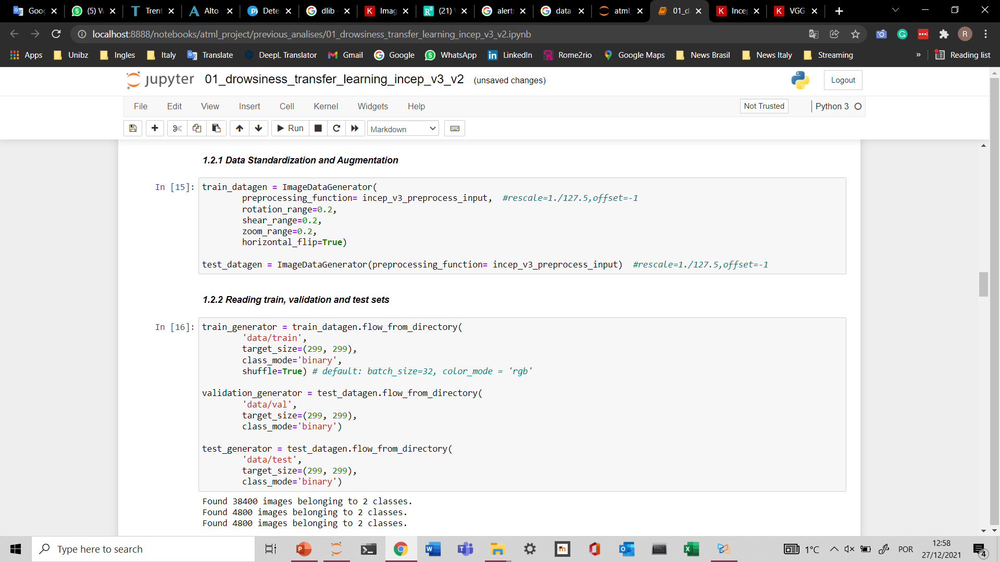 Goo
(5) W
Trent
Alto
Dete
dlib
Imag
(21)
alert
data
atml_
01_d
Ince
VGG
localhost:8888/notebooks/atml_project/previous_analises/01_drowsiness_transfer_learning_incep_v3_v2.ipynb
Apps Unibz Ingles Italy Translate DeepL Translator Gmail Google WhatsApp LinkedIn Rome2rio Google Maps News Brasil News Italy Streaming » Reading list
jupyter 01_drowsiness_transfer_learning_incep_v3_v2 (unsaved changes)
Logout
File Edit View Insert Cell Kernel Widgets Help
Not Trusted
Python 3
Run
Markdown
1.2.1 Data Standardization and Augmentation
In [15]: train_datagen = ImageDataGenerator(
preprocessing_function= incep_v3_preprocess_input, #rescale=1./127.5,offset=-1
rotation_range=0.2,
shear_range=0.2,
zoom_range=0.2,
horizontal_flip=True)
test_datagen = ImageDataGenerator(preprocessing_function= incep_v3_preprocess_input) #rescale=1./127.5,offset=-1
1.2.2 Reading train, validation and test sets
In [16]: train_generator = train_datagen.flow_from_directory(
'data/train',
target_size=(299, 299),
class_mode='binary',
shuffle=True) # default: batch_size=32, color_mode = 'rgb'
validation_generator = test_datagen.flow_from_directory(
'data/val',
target_size=(299, 299),
class_mode='binary')
test_generator = test_datagen.flow_from_directory(
'data/test',
target_size=(299, 299),
class_mode='binary')
Found 38400 images belonging to 2 classes.
Found 4800 images belonging to 2 classes.
Found 4800 images belonging to 2 classes.
Type here to search
1°C
POR
12:58
27/12/2021
4